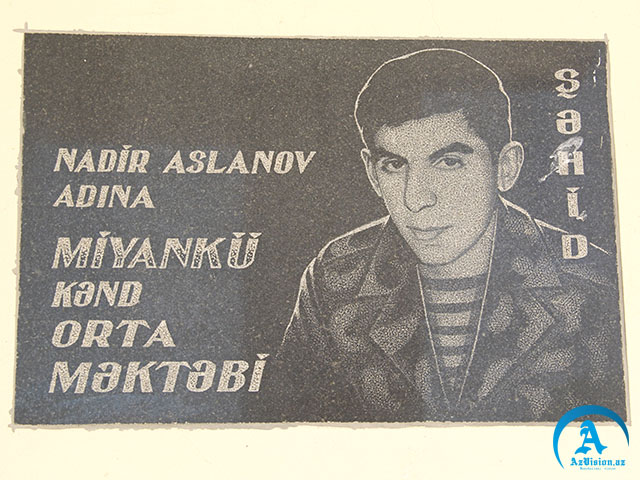 NADİR ASLANOV
ADINA
MİYANKÜ
KƏND
ORTA
MƏKTƏBİ
ŞƏHİD
A
AzVision.az